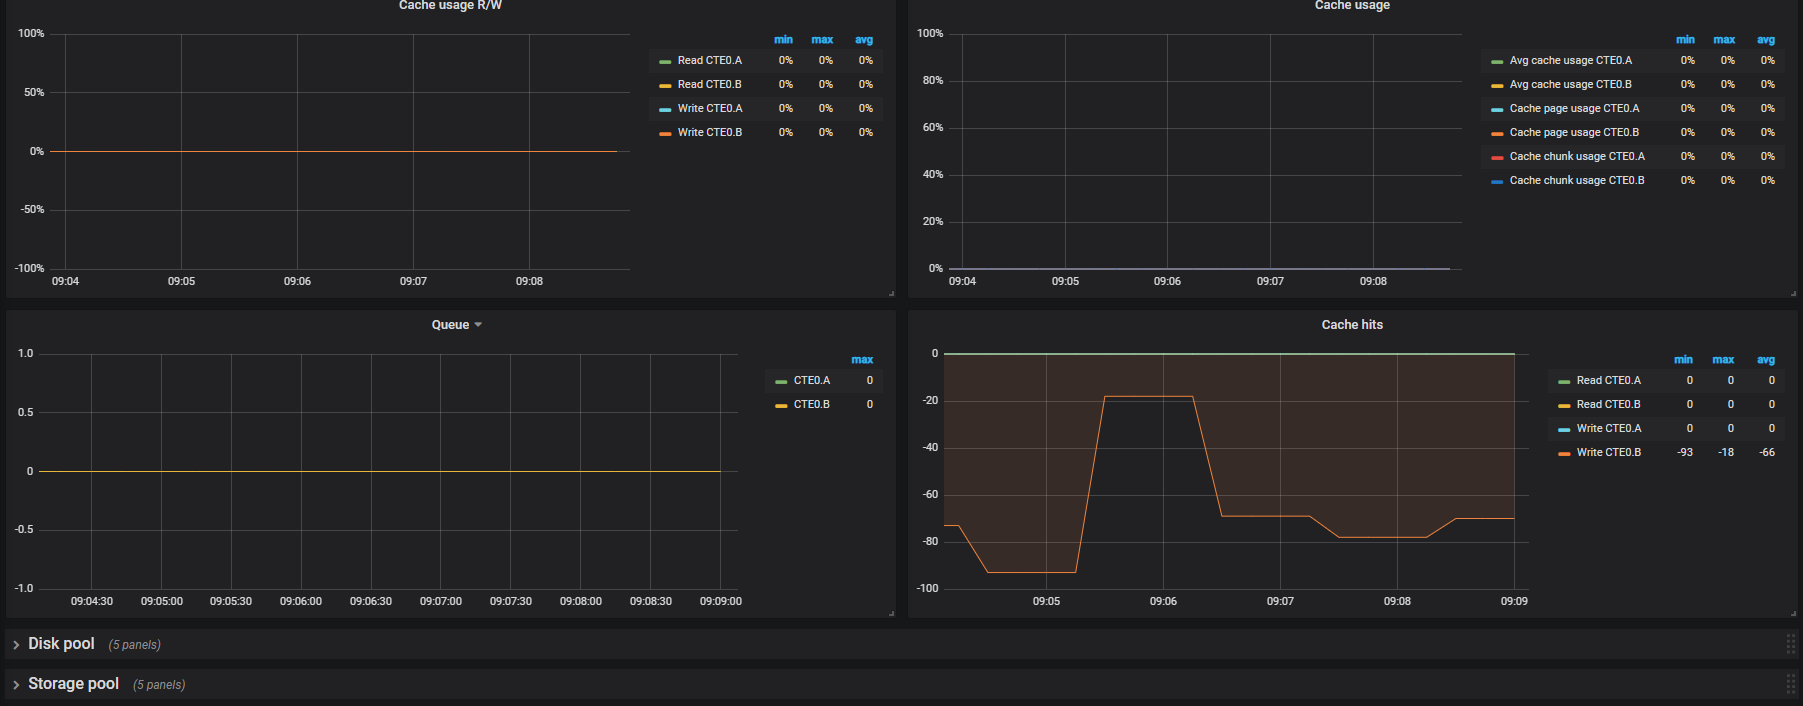 Cache usage R/W
100%
50%
0%
-50%
-100%
09:04 09:05 09:06 09:07 09:08
min max avg
Read CTE0.A 0% 0% 0%
Read CTE0.B 0% 0% 0%
Write CTE0.A 0% 0% 0%
Write CTE0.B 0% 0% 0%
Cache usage
100%
80%
60%
40%
20%
0%
09:04 09:05 09:06 09:07 09:08
min max avg
Avg cache usage CTE0.A 0% 0% 0%
Avg cache usage CTE0.B 0% 0% 0%
Cache page usage CTE0.A 0% 0% 0%
Cache page usage CTE0.B 0% 0% 0%
Cache chunk usage CTE0.A 0% 0% 0%
Cache chunk usage CTE0.B 0% 0% 0%
Queue
1.0
0.5
0
-0.5
-1.0
09:04:30 09:05:00 09:05:30 09:06:00 09:06:30 09:07:00 09:07:30 09:08:00 09:08:30 09:09:00
max
CTE0.A 0
CTE0.B 0
Cache hits
0
-20
-40
-60
-80
-100
09:05 09:06 09:07 09:08 09:09
min max avg
Read CTE0.A 0 0 0
Read CTE0.B 0 0 0
Write CTE0.A 0 0 0
Write CTE0.B -93 -18 -66
Disk pool (5 panels)
Storage pool (5 panels)